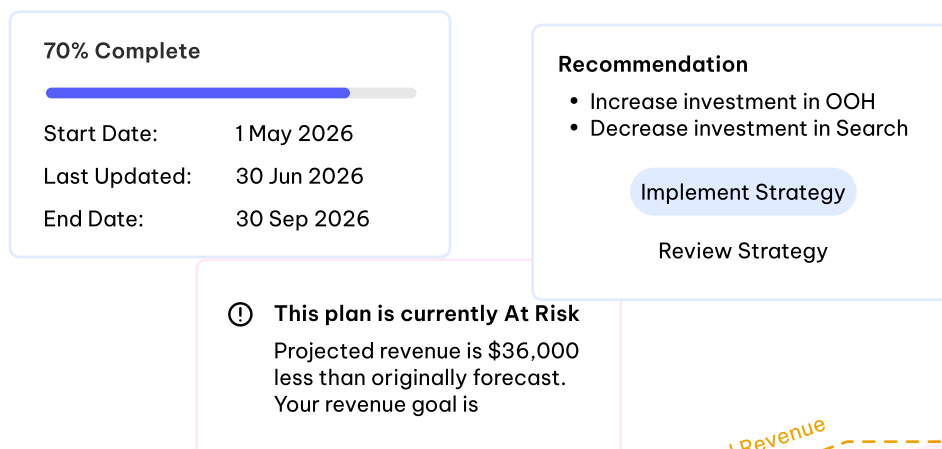 70% Complete
Start Date: 1 May 2026
Last Updated: 30 Jun 2026
End Date: 30 Sep 2026
Recommendation
• Increase investment in OOH
• Decrease investment in Search
Implement Strategy
Review Strategy
This plan is currently At Risk
Projected revenue is $36,000
less than originally forecast.
Your revenue goal is
Revenue